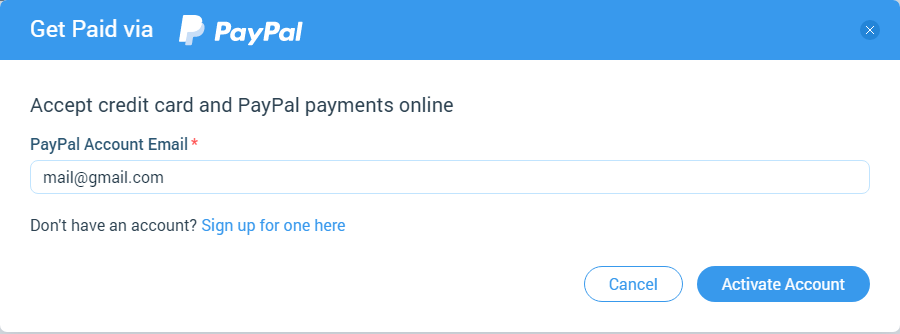 Get Paid via PayPal
Accept credit card and PayPal payments online
PayPal Account Email*
mail@gmail.com
Don't have an account? Sign up for one here
Cancel Activate Account